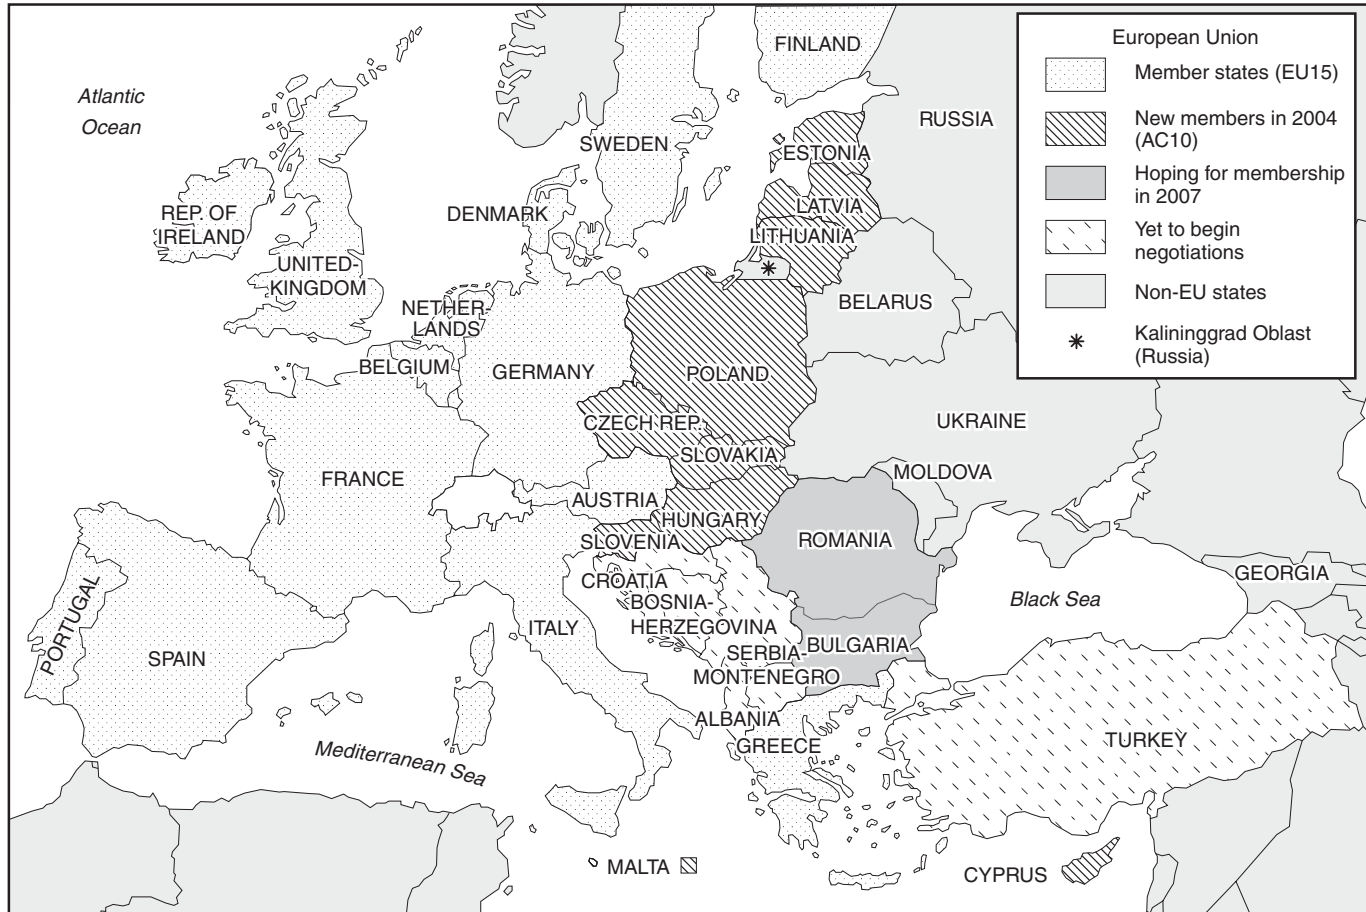 European Union
Member states (EU15)
New members in 2004
(AC10)
Hoping for membership
in 2007
Yet to begin
negotiations
Non-EU states
Kalininggrad Oblast
(Russia)
Atlantic
Ocean
FINLAND
RUSSIA
SWEDEN
ESTONIA
LATVIA
LITHUANIA
DENMARK
REP. OF
IRELAND
UNITED-
KINGDOM
NETHER-
LANDS
BELARUS
BELGIUM
GERMANY
POLAND
CZECH REP.
UKRAINE
SLOVAKIA
MOLDOVA
FRANCE
AUSTRIA
HUNGARY
SLOVENIA
ROMANIA
CROATIA
GEORGIA
BOSNIA-
HERZEGOVINA
Black Sea
PORTUGAL
SPAIN
ITALY
SERBIA-
MONTENEGRO
BULGARIA
ALBANIA
GREECE
TURKEY
Mediterranean Sea
MALTA
CYPRUS